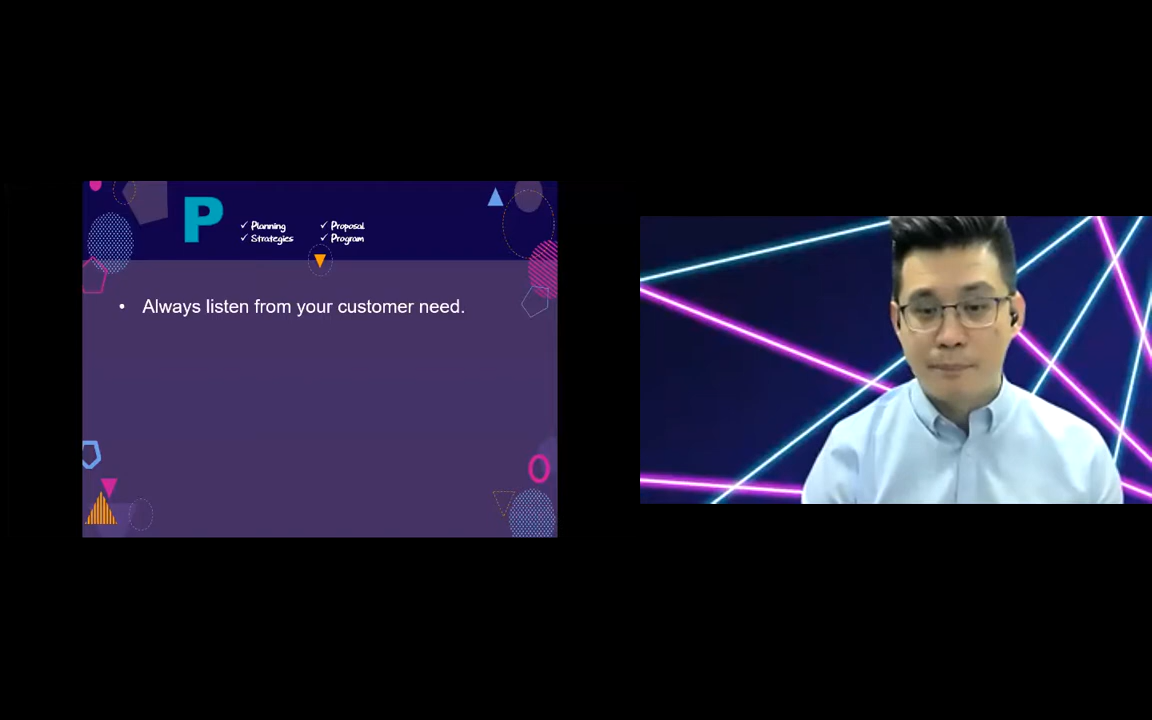 P
✓ Planning ✓ Proposal
✓ Strategies ✓ Program
• Always listen from your customer need.